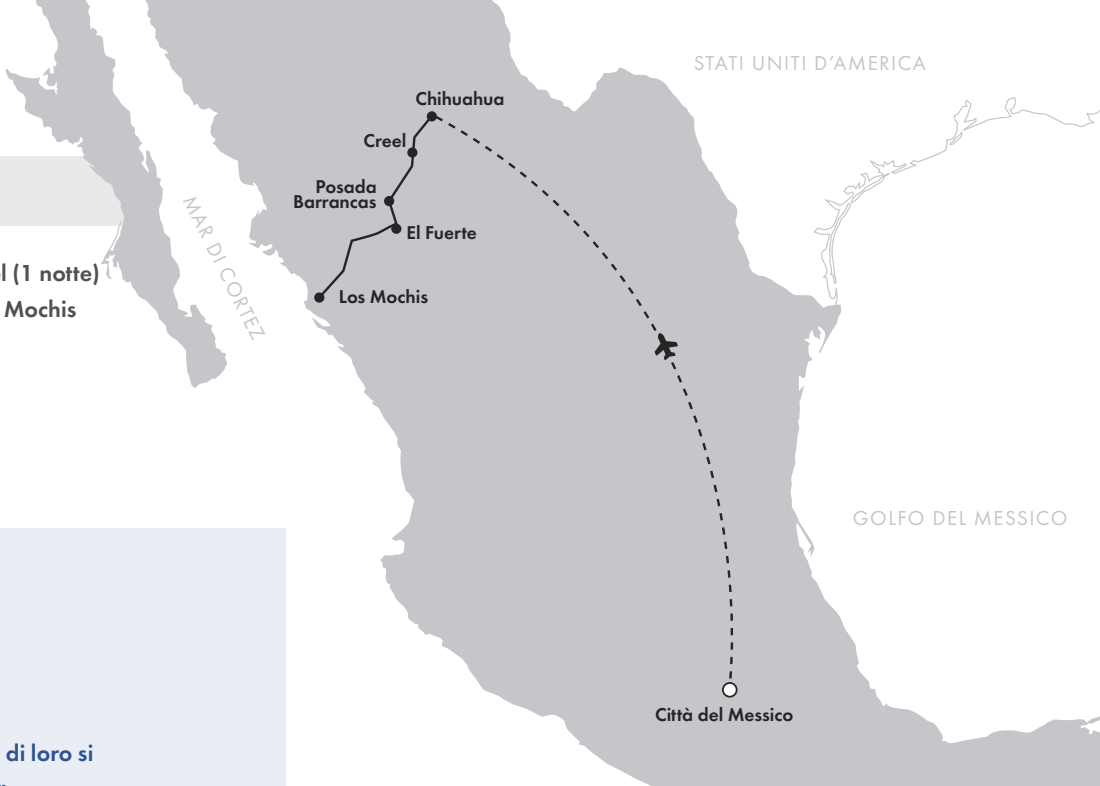 STATI UNITI D'AMERICA
Chihuahua
Creel
Posada
Barrancas
El Fuerte
MAR DI CORTEZ
(1 notte)
Los Mochis
Mochis
GOLFO DEL MESSICO
Città del Messico
di loro si